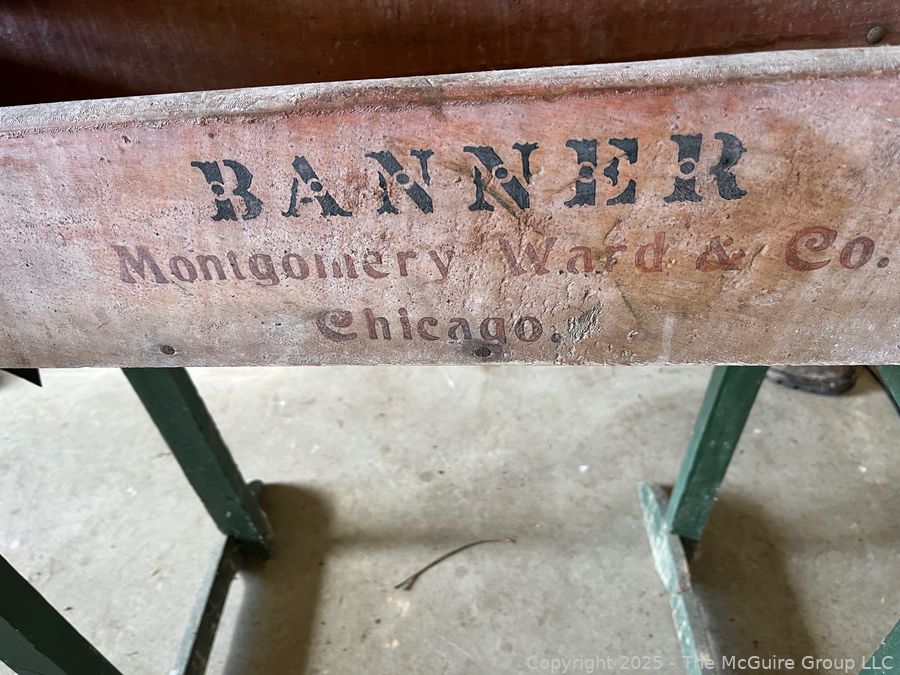 BANNER
Montgomery Ward & Co.
Chicago.
Copyright 2025 - The McGuire Group LLC